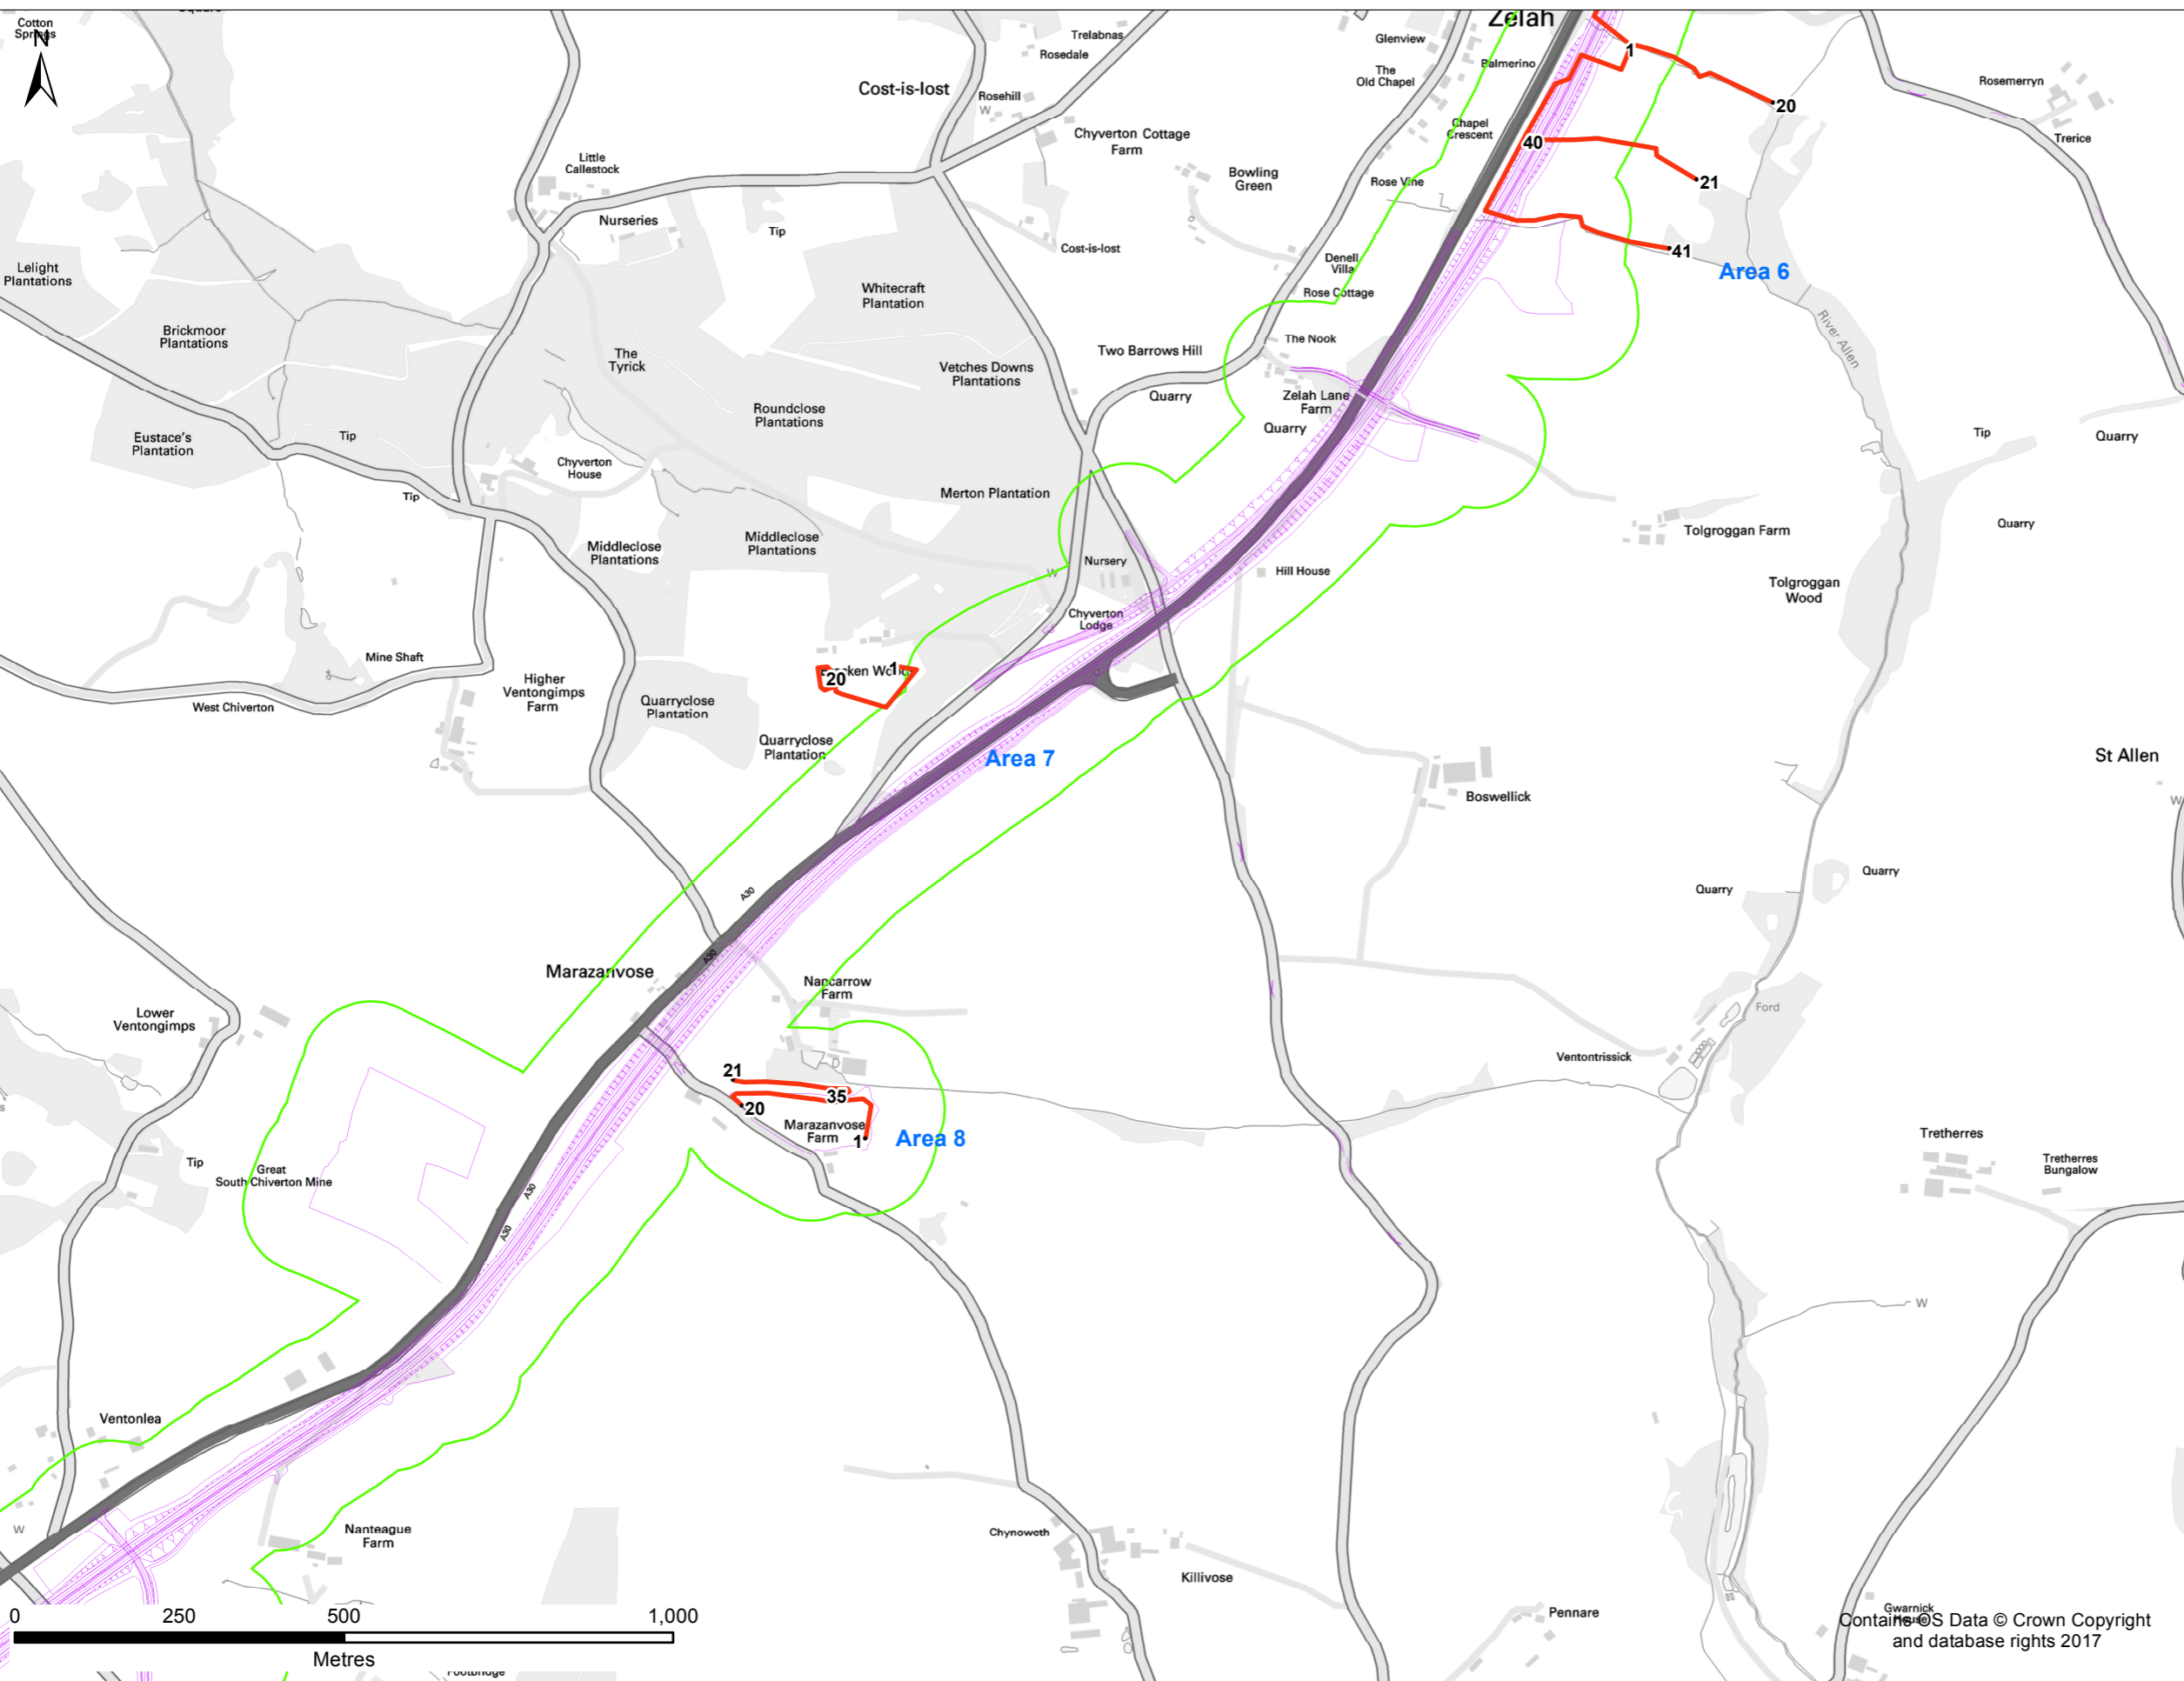 Cotton
Springs
N
Zelah
Trelabnas
Rosedale
Glenview
Balmerino
The
Old Chapel
1
20
Rosemerryn
Trerice
Cost-is-lost
Rosehill
W
Chyverton Cottage
Farm
Chapel
Crescent
40
Little
Callestock
Bowling
Green
Rose Vine
21
Nurseries
Tip
Cost-is-lost
41
Area 6
Denell
Villa
Rose Cottage
Lelight
Plantations
Whitecraft
Plantation
River Allen
Brickmoor
Plantations
The
Tyrick
Two Barrows Hill
The Nook
Vetches Downs
Plantations
Quarry
Zelah Lane
Farm
Quarry
Roundclose
Plantations
Eustace's
Plantation
Tip
Tip
Quarry
Chyverton
House
Tip
Merton Plantation
Tolgroggan Farm
Quarry
Middleclose
Plantations
Middleclose
Plantations
Nursery
W
Hill House
Tolgroggan
Wood
Chyverton
Lodge
Mine Shaft
1
20
Higher
Ventongimps
Farm
Quarryclose
Plantation
West Chiverton
Quarryclose
Plantation
Area 7
St Allen
Boswellick
W
Quarry
Quarry
A30
A30
Marazanvose
Nancarrow
Farm
Lower
Ventongimps
Ford
Ventontrissick
21
35
20
Marazanvose
Farm
1
Area 8
Tretherres
Tretherres
Bungalow
Tip
Great
South Chiverton Mine
A30
A30
W
Ventonlea
W
Nanteague
Farm
Chynoweth
Killivose
Pennare
Gwarnick
House
0 250 500 1,000
Metres
Contains OS Data © Crown Copyright
and database rights 2017
Footbridge